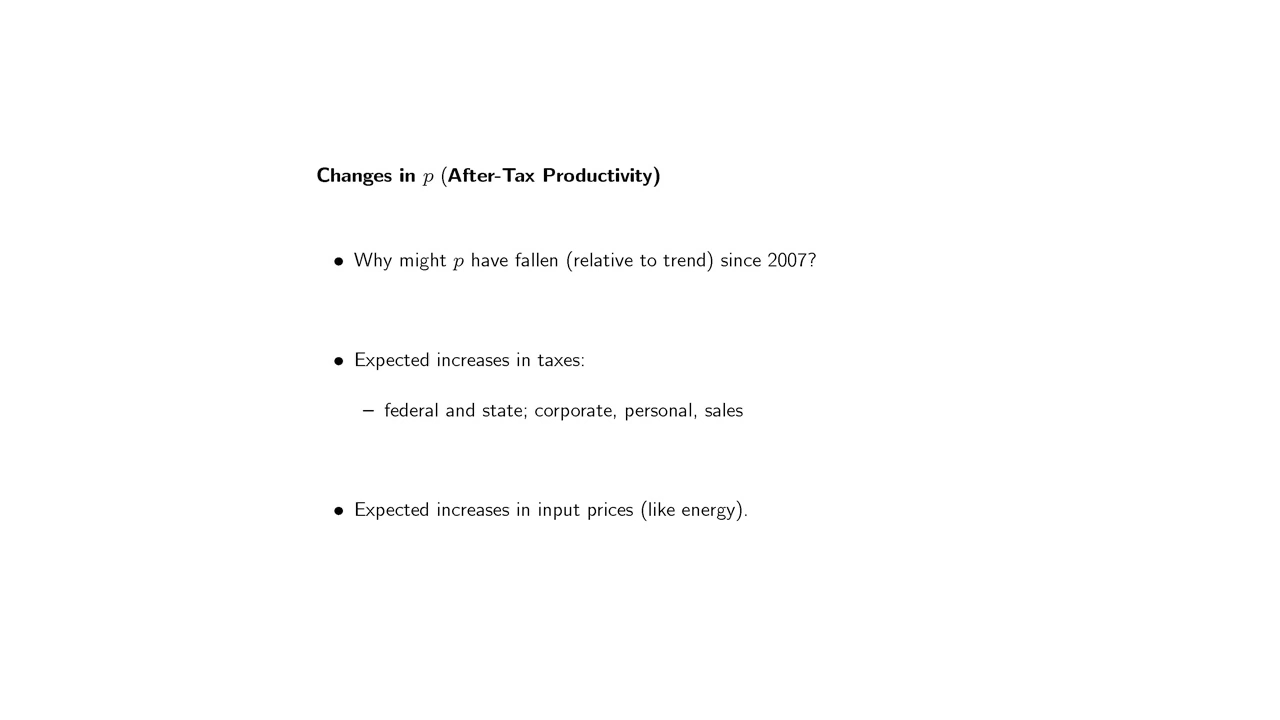 Changes in p (After-Tax Productivity)
• Why might p have fallen (relative to trend) since 2007?
• Expected increases in taxes:
– federal and state; corporate, personal, sales
• Expected increases in input prices (like energy).